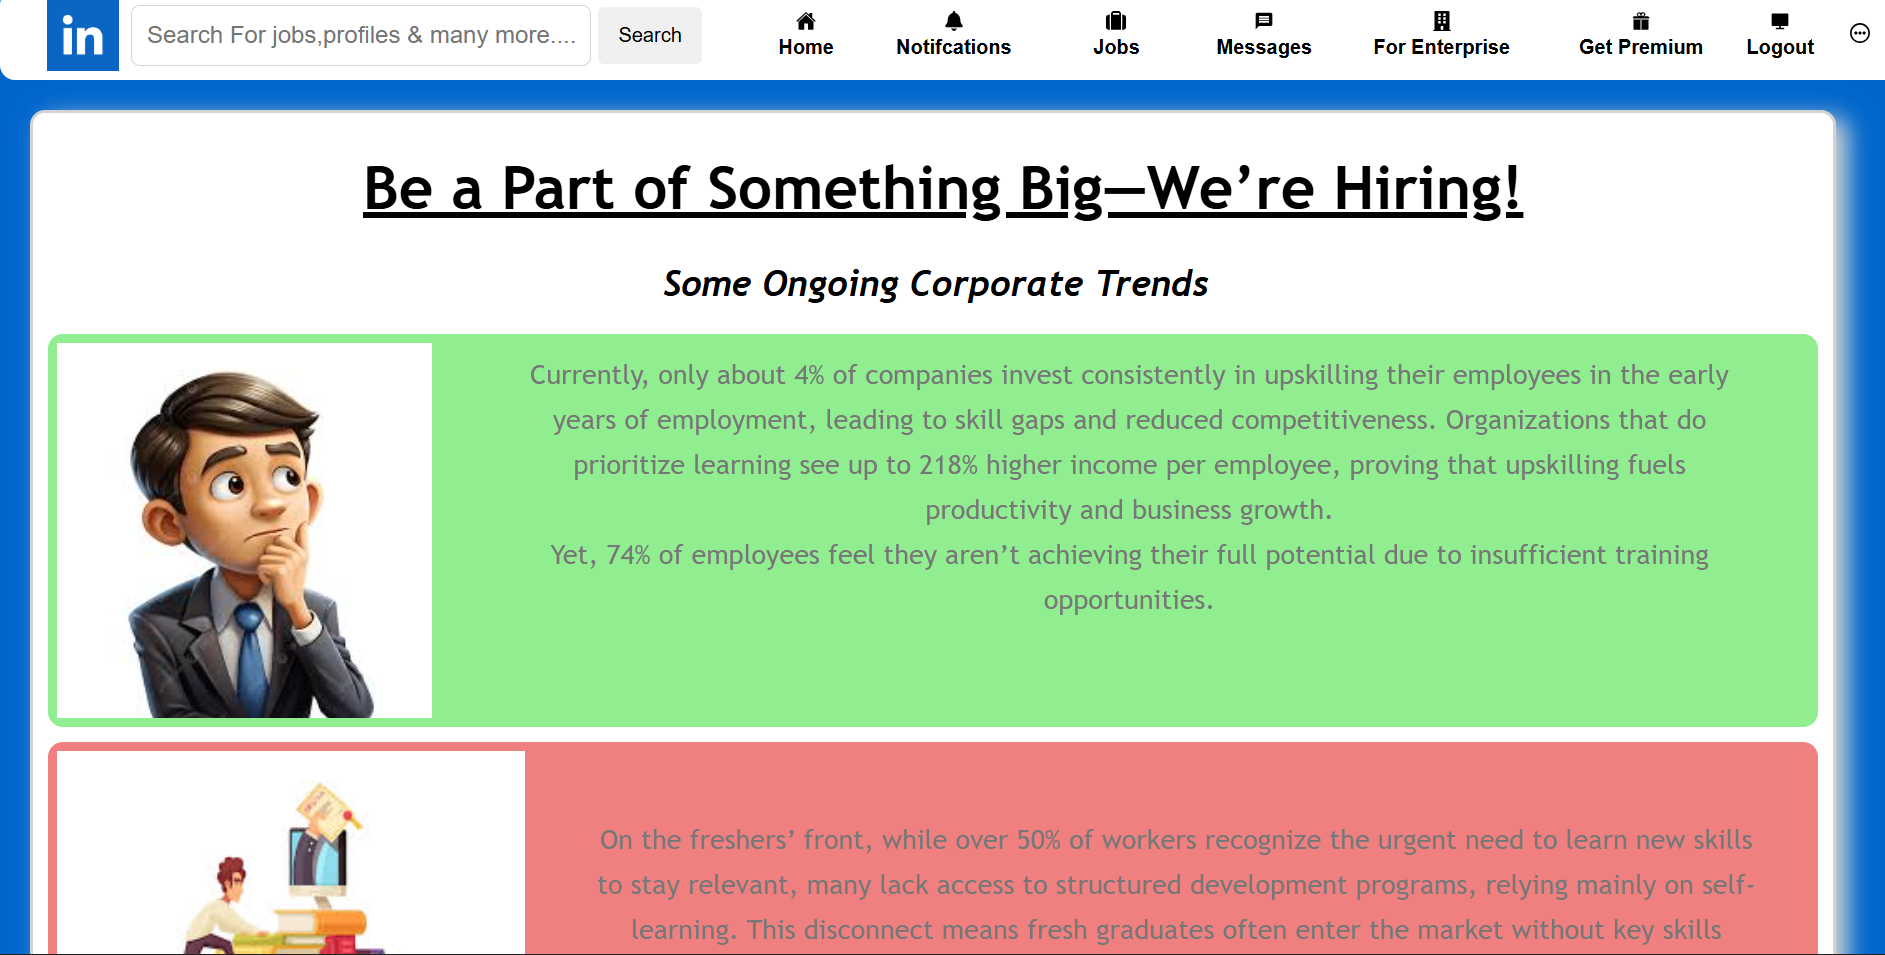 in
Search For jobs,profiles & many more....
Search
Home
Notifcations
Jobs
Messages
For Enterprise
Get Premium
Logout
Be a Part of Something Big—We’re Hiring!
Some Ongoing Corporate Trends
Currently, only about 4% of companies invest consistently in upskilling their employees in the early
years of employment, leading to skill gaps and reduced competitiveness. Organizations that do
prioritize learning see up to 218% higher income per employee, proving that upskilling fuels
productivity and business growth.
Yet, 74% of employees feel they aren’t achieving their full potential due to insufficient training
opportunities.
On the freshers’ front, while over 50% of workers recognize the urgent need to learn new skills
to stay relevant, many lack access to structured development programs, relying mainly on self-
learning. This disconnect means fresh graduates often enter the market without key skills